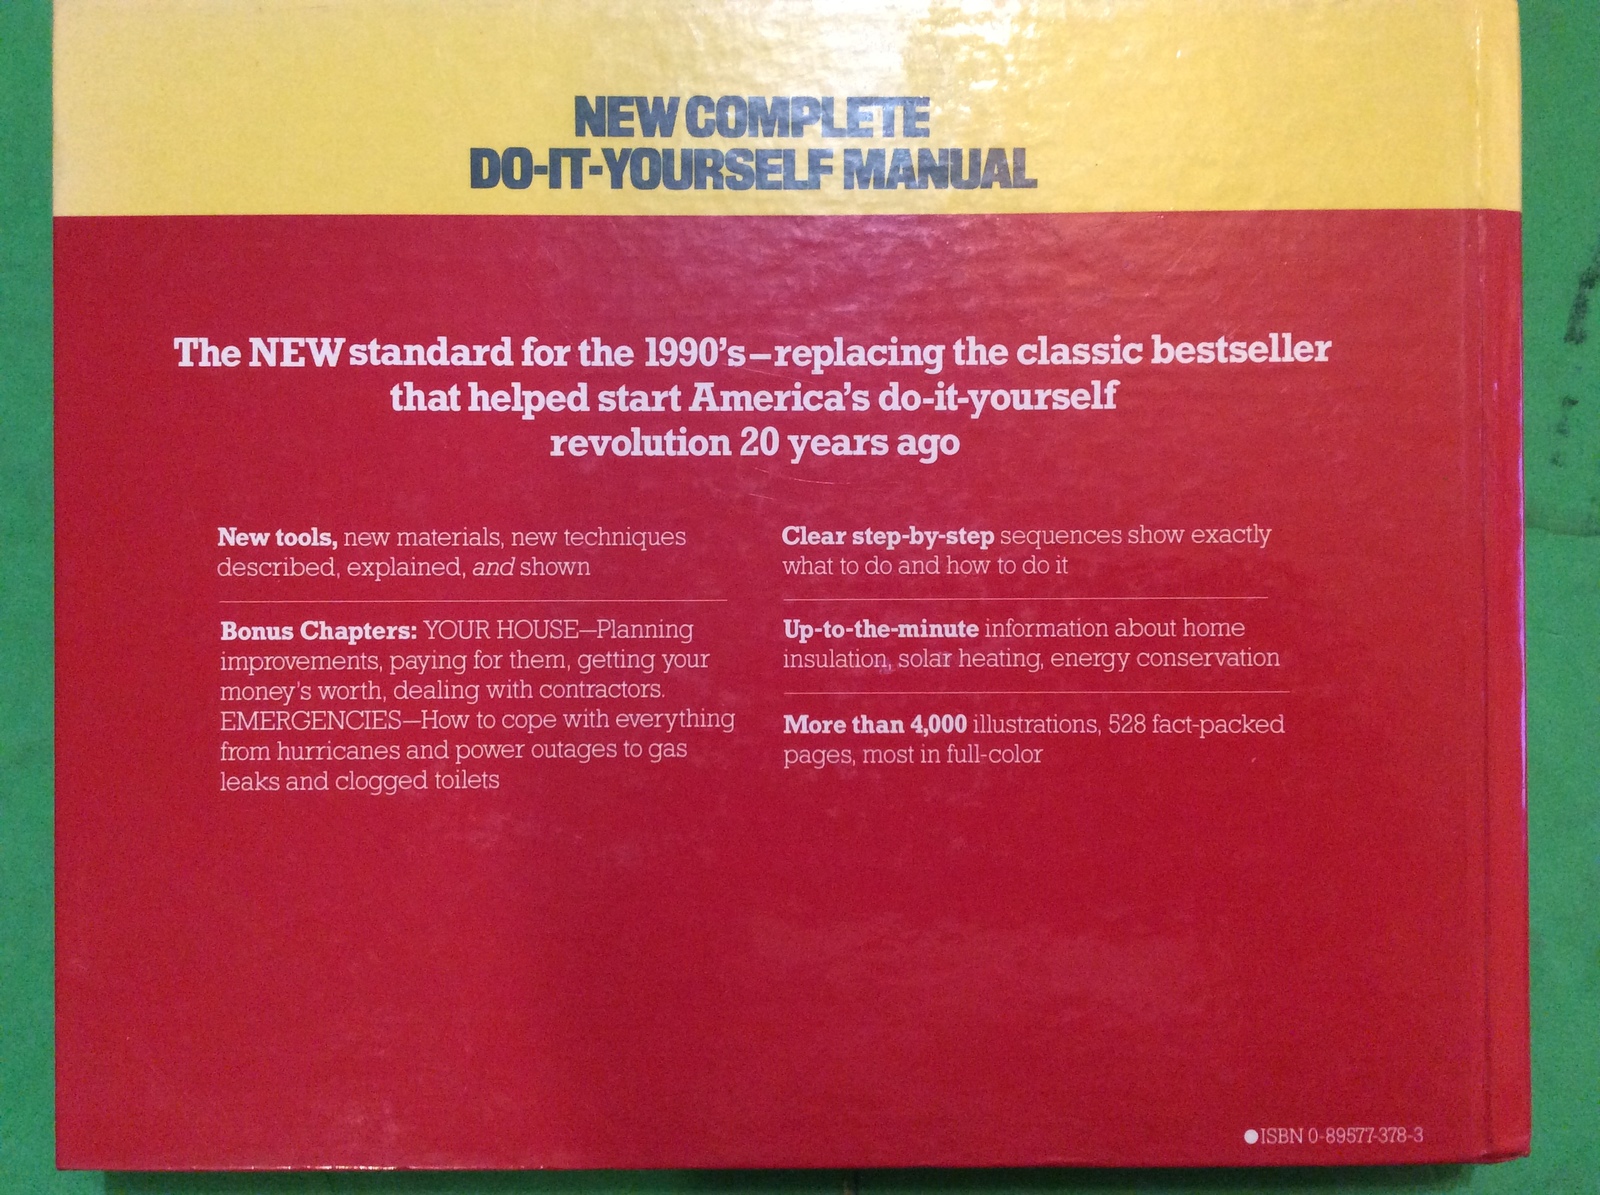 NEW COMPLETE
DO-IT-YOURSELF MANUAL
The NEW standard for the 1990's—replacing the classic bestseller
that helped start America's do-it-yourself
revolution 20 years ago
New tools, new materials, new techniques
described, explained, and shown
Bonus Chapters: YOUR HOUSE—Planning
improvements, paying for them, getting your
money's worth, dealing with contractors.
EMERGENCIES—How to cope with everything
from hurricanes and power outages to gas
leaks and clogged toilets
Clear step-by-step sequences show exactly
what to do and how to do it
Up-to-the-minute information about home
insulation, solar heating, energy conservation
More than 4,000 illustrations, 528 fact-packed
pages, most in full-color
●ISBN 0-89577-378-3